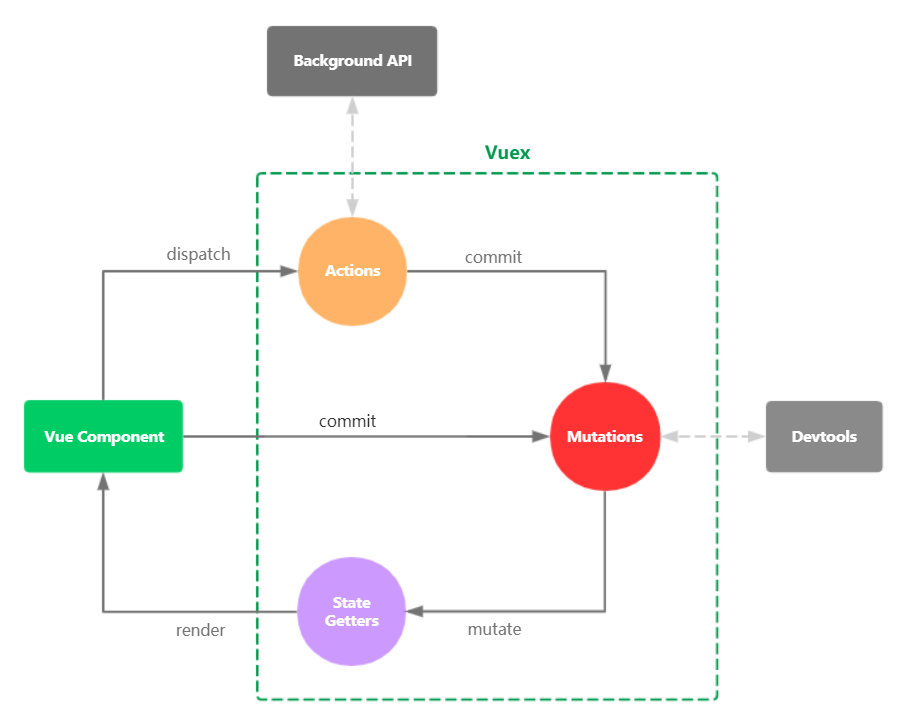 Background API
Vuex
dispatch
Actions
commit
Vue Component
commit
Mutations
Devtools
State
Getters
render
mutate